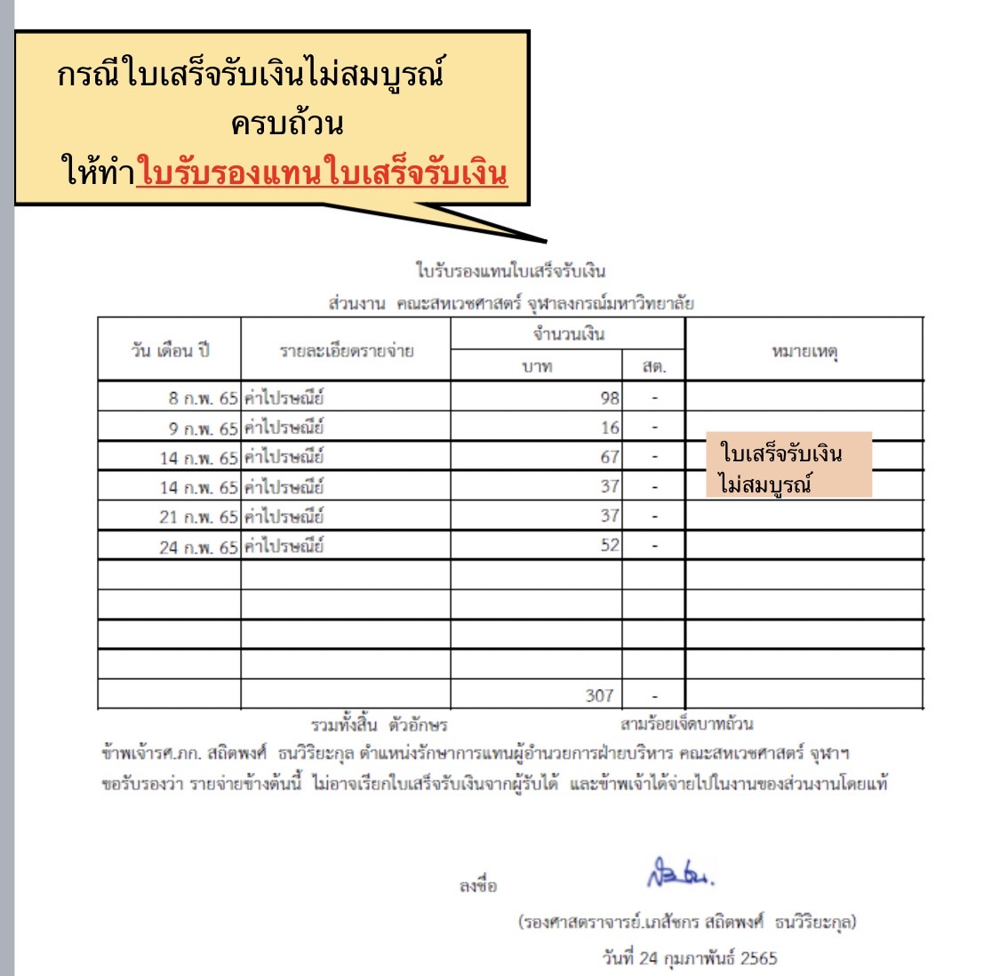 กรณีใบเสร็จรับเงินไม่สมบูรณ์
ครบถ้วน
ให้ทำใบรับรองแทนใบเสร็จรับเงิน
ใบรับรองแทนใบเสร็จรับเงิน
ส่วนงาน คณะสหเวชศาสตร์ จุฬาลงกรณ์มหาวิทยาลัย
วัน เดือน ปี รายละเอียดรายจ่าย จำนวนเงิน หมายเหตุ
บาท สต.
8 ก.พ. 65 ค่าไปรษณีย์ 98 -
9 ก.พ. 65 ค่าไปรษณีย์ 16 -
14 ก.พ. 65 ค่าไปรษณีย์ 67 - ใบเสร็จรับเงิน
14 ก.พ. 65 ค่าไปรษณีย์ 37 - ไม่สมบูรณ์
21 ก.พ. 65 ค่าไปรษณีย์ 37 -
24 ก.พ. 65 ค่าไปรษณีย์ 52 -
307 -
รวมทั้งสิ้น ตัวอักษร สามร้อยเจ็ดบาทถ้วน
ข้าพเจ้ารศ.ภก. สถิตพงศ์ ธนวิริยะกุล ตำแหน่งรักษาการแทนผู้อำนวยการฝ่ายบริหาร คณะสหเวชศาสตร์ จุฬาฯ
ขอรับรองว่า รายจ่ายข้างต้นนี้ ไม่อาจเรียกใบเสร็จรับเงินจากผู้รับได้ และข้าพเจ้าได้จ่ายไปในงานของส่วนงานโดยแท้
ลงชื่อ
(รองศาสตราจารย์.เภสัชกร สถิตพงศ์ ธนวิริยะกุล)
วันที่ 24 กุมภาพันธ์ 2565